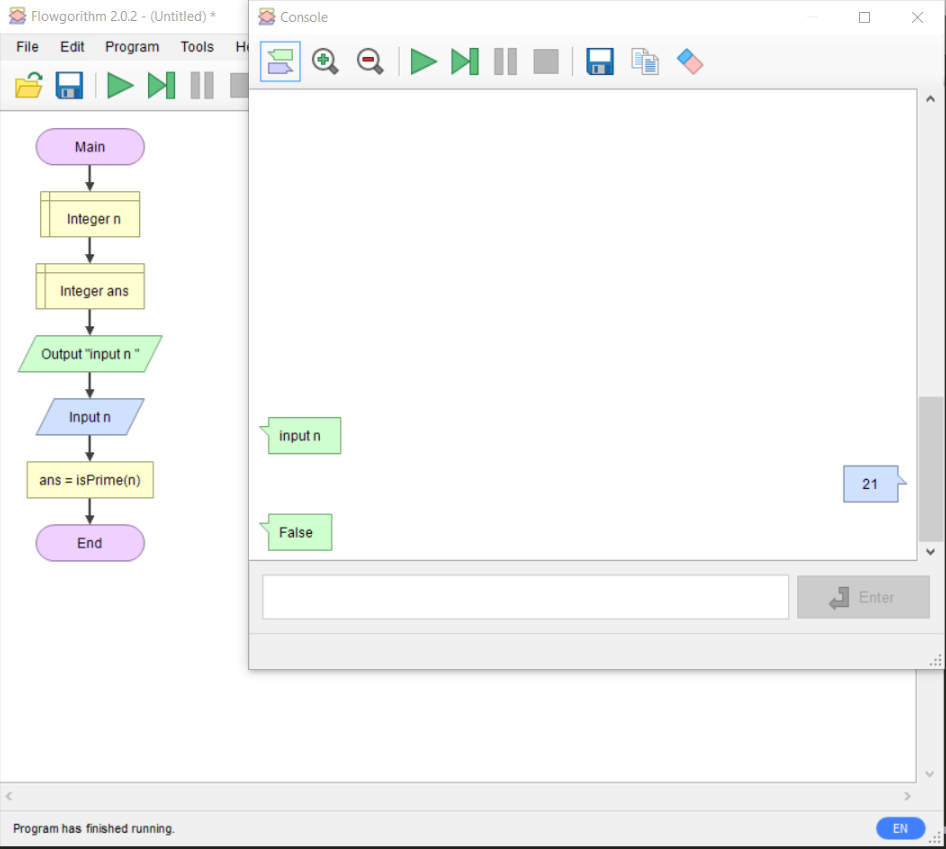 Flowgorithm 2.0.2 - (Untitled) *
File Edit Program Tools He
Main
Integer n
Integer ans
Output "input n "
Input n
ans = isPrime(n)
End
Console
input n
21
False
Enter
Program has finished running.
EN